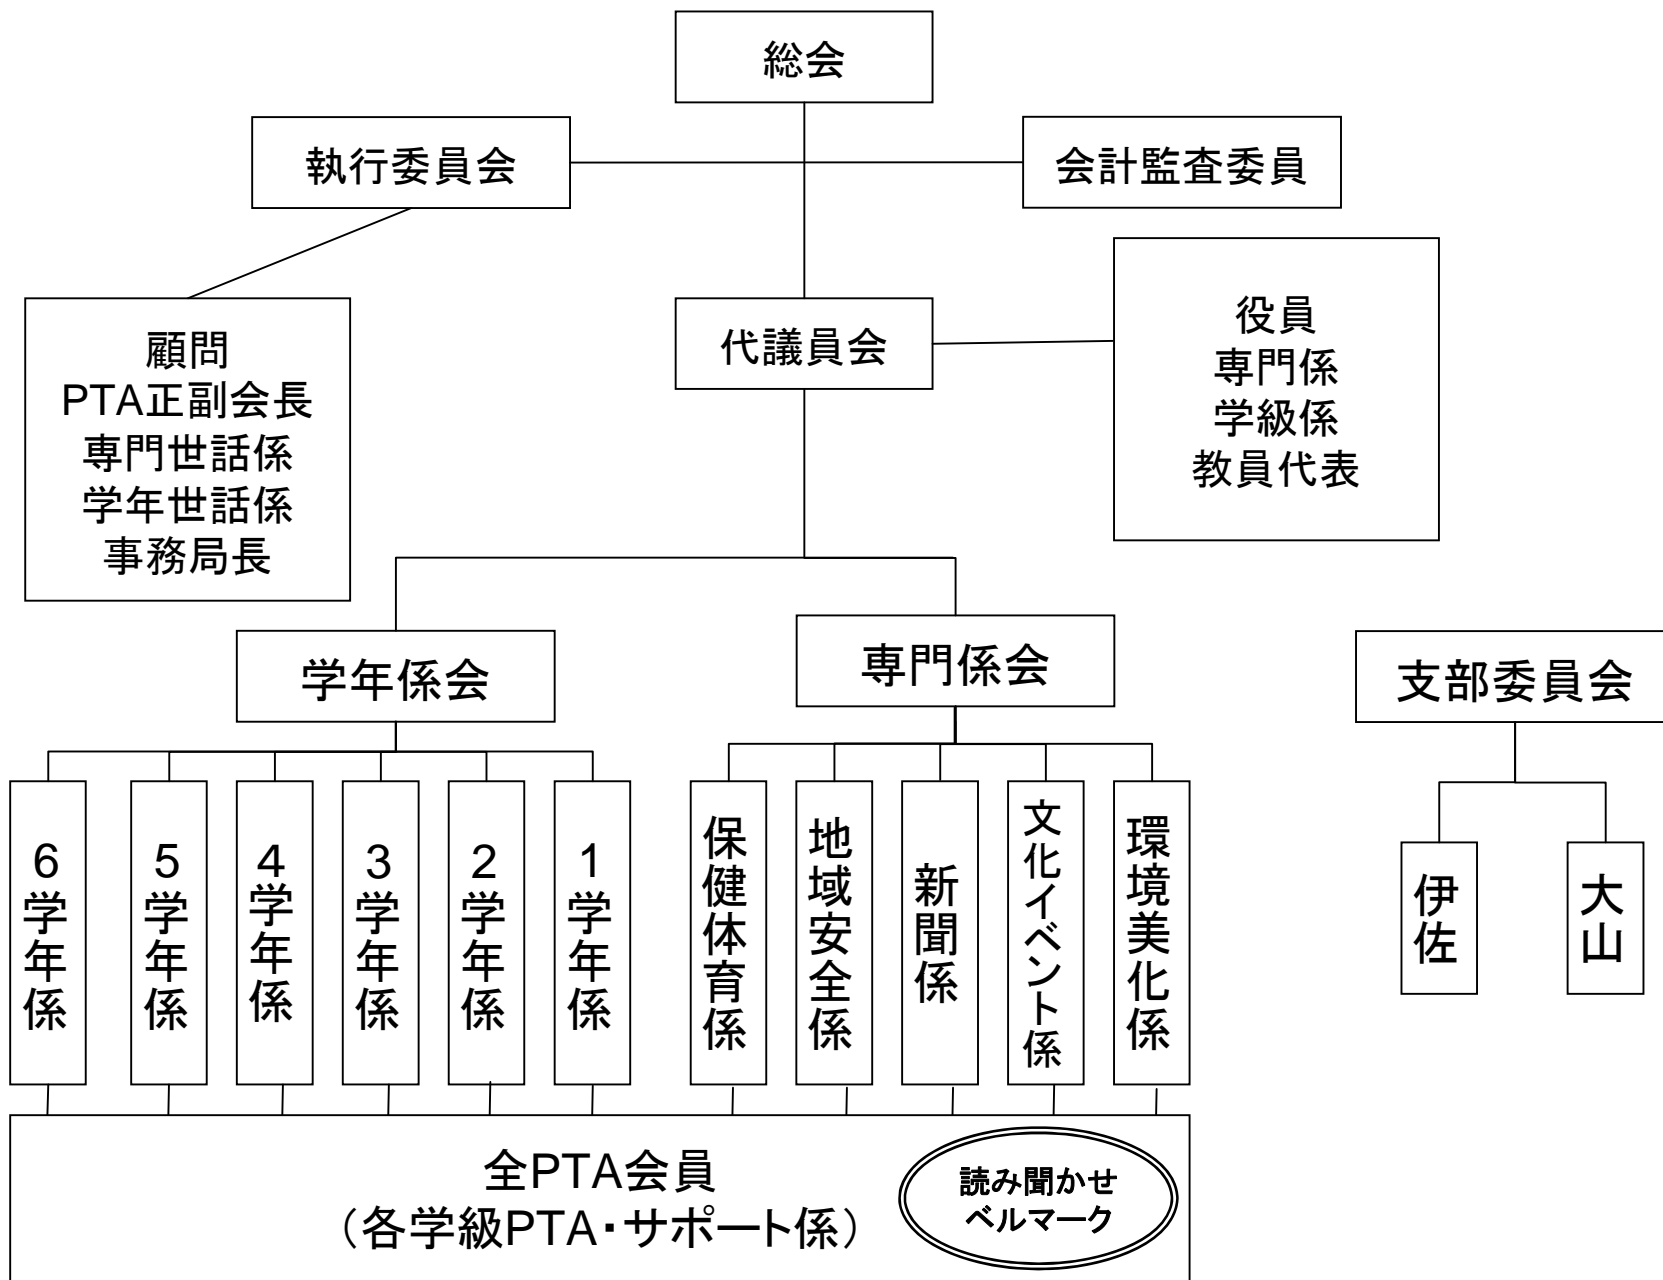 総会
執行委員会
会計監査委員
顧問
PTA正副会長
専門世話係
学年世話係
事務局長
代議員会
役員
専門係
学級係
教員代表
学年係会
専門係会
支部委員会
6学年係
5学年係
4学年係
3学年係
2学年係
1学年係
保健体育係
地域安全係
新聞係
文化イベント係
環境美化係
伊佐
大山
全PTA会員
（各学級PTA・サポート係）
読み聞かせ
ベルマーク